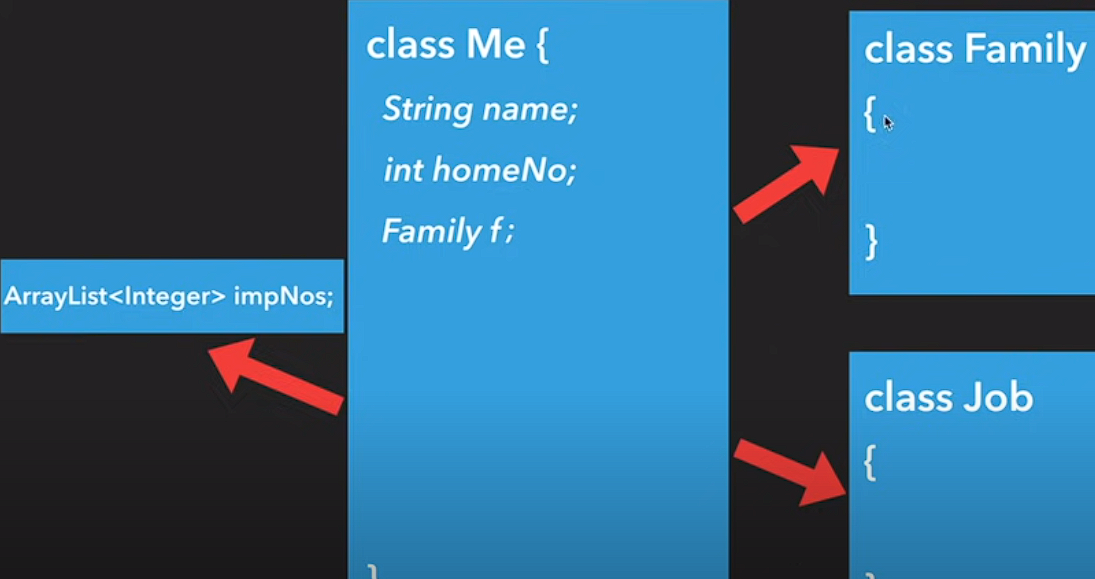 class Me {
String name;
int homeNo;
Family f ;
}
ArrayList<Integer> impNos;
class Family
{
}
class Job
{
}